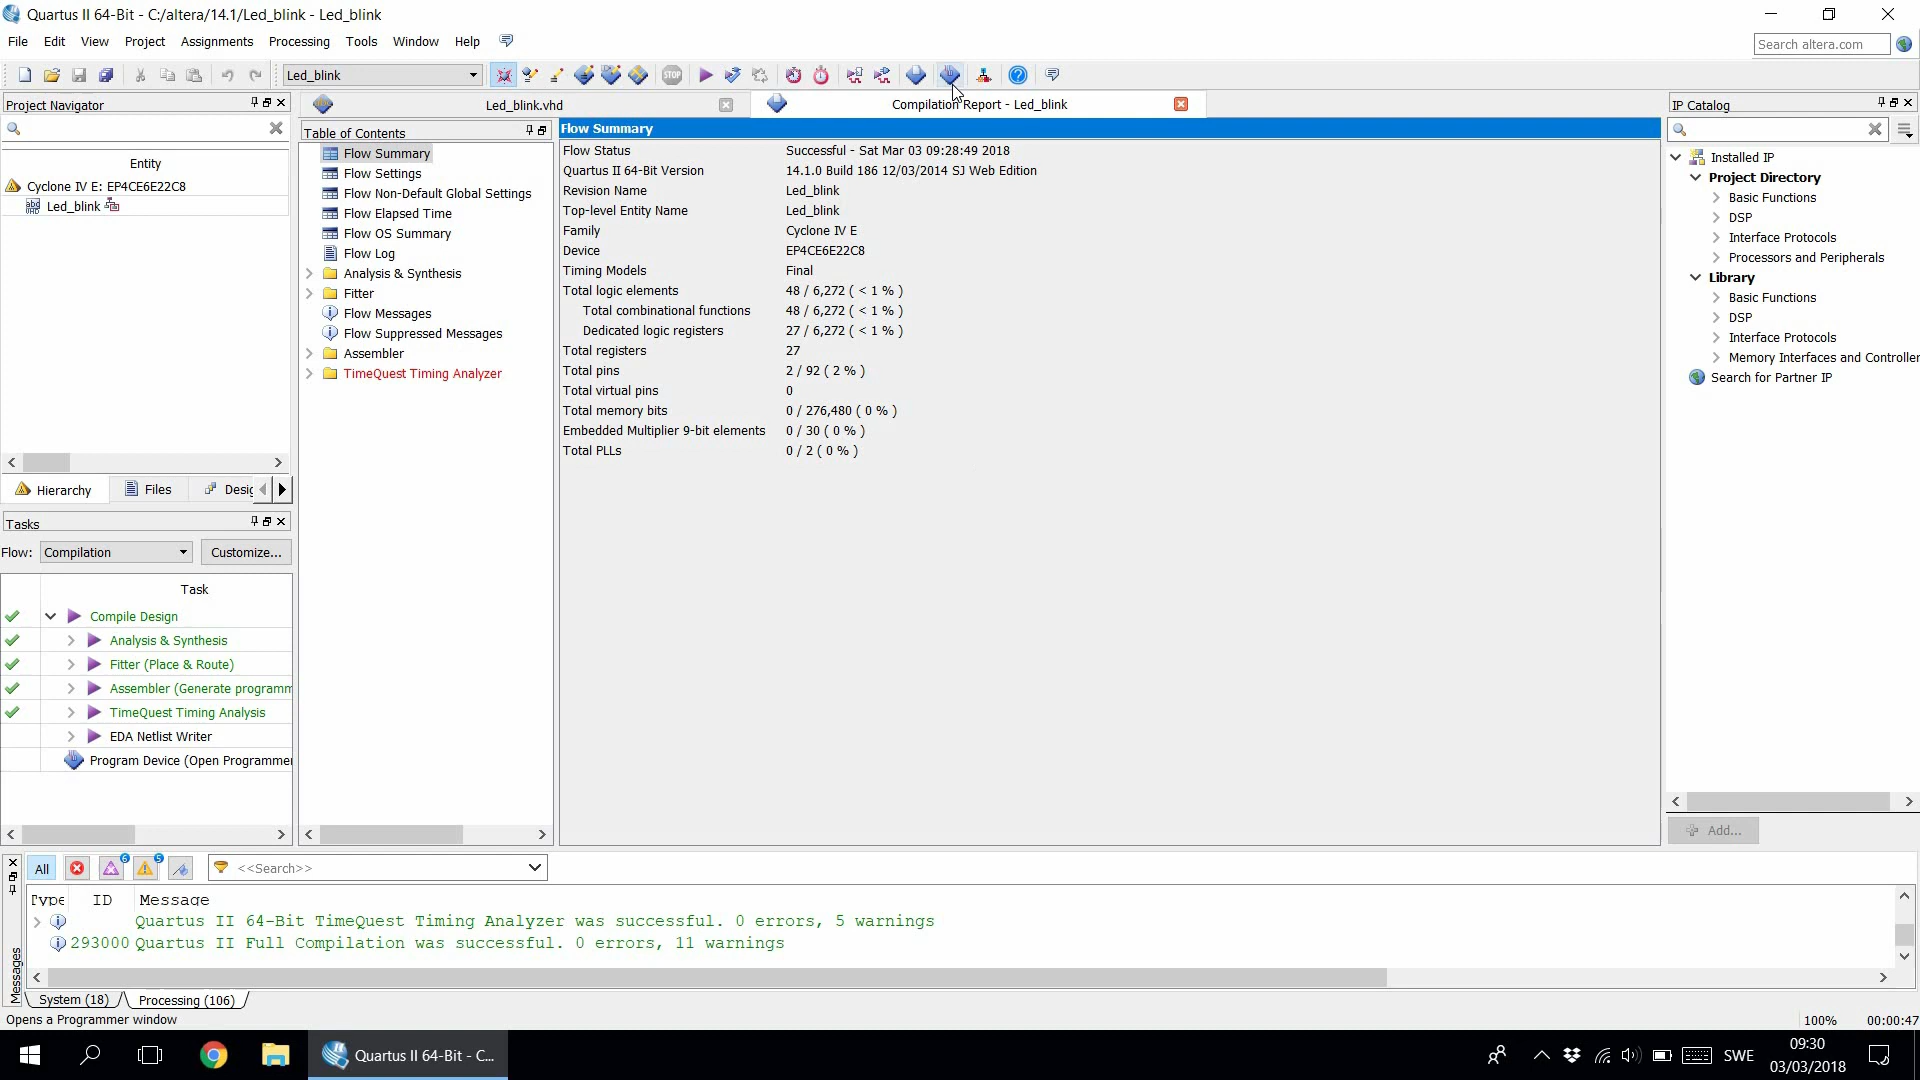 Quartus II 64-Bit - C:/altera/14.1/Led_blink - Led_blink
File Edit View Project Assignments Processing Tools Window Help
Search altera.com
Led_blink
Project Navigator
Entity
Cyclone IV E: EP4CE6E22C8
Led_blink
Hierarchy Files Desig
Tasks
Flow: Compilation Customize...
Task
Compile Design
Analysis & Synthesis
Fitter (Place & Route)
Assembler (Generate programm
TimeQuest Timing Analysis
EDA Netlist Writer
Program Device (Open Programmer
Led_blink.vhd
Compilation Report - Led_blink
Table of Contents
Flow Summary
Flow Settings
Flow Non-Default Global Settings
Flow Elapsed Time
Flow OS Summary
Flow Log
Analysis & Synthesis
Fitter
Flow Messages
Flow Suppressed Messages
Assembler
TimeQuest Timing Analyzer
Flow Summary
Flow Status Successful - Sat Mar 03 09:28:49 2018
Quartus II 64-Bit Version 14.1.0 Build 186 12/03/2014 SJ Web Edition
Revision Name Led_blink
Top-level Entity Name Led_blink
Family Cyclone IV E
Device EP4CE6E22C8
Timing Models Final
Total logic elements 48 / 6,272 ( < 1 % )
Total combinational functions 48 / 6,272 ( < 1 % )
Dedicated logic registers 27 / 6,272 ( < 1 % )
Total registers 27
Total pins 2 / 92 ( 2 % )
Total virtual pins 0
Total memory bits 0 / 276,480 ( 0 % )
Embedded Multiplier 9-bit elements 0 / 30 ( 0 % )
Total PLLs 0 / 2 ( 0 % )
IP Catalog
Installed IP
Project Directory
Basic Functions
DSP
Interface Protocols
Processors and Peripherals
Library
Basic Functions
DSP
Interface Protocols
Memory Interfaces and Controller
Search for Partner IP
Add...
All 6 5 <<Search>>
Type ID Message
Quartus II 64-Bit TimeQuest Timing Analyzer was successful. 0 errors, 5 warnings
293000 Quartus II Full Compilation was successful. 0 errors, 11 warnings
Messages
System (18) Processing (106)
Opens a Programmer window
100% 00:00:47
Quartus II 64-Bit - C...
SWE
09:30
03/03/2018